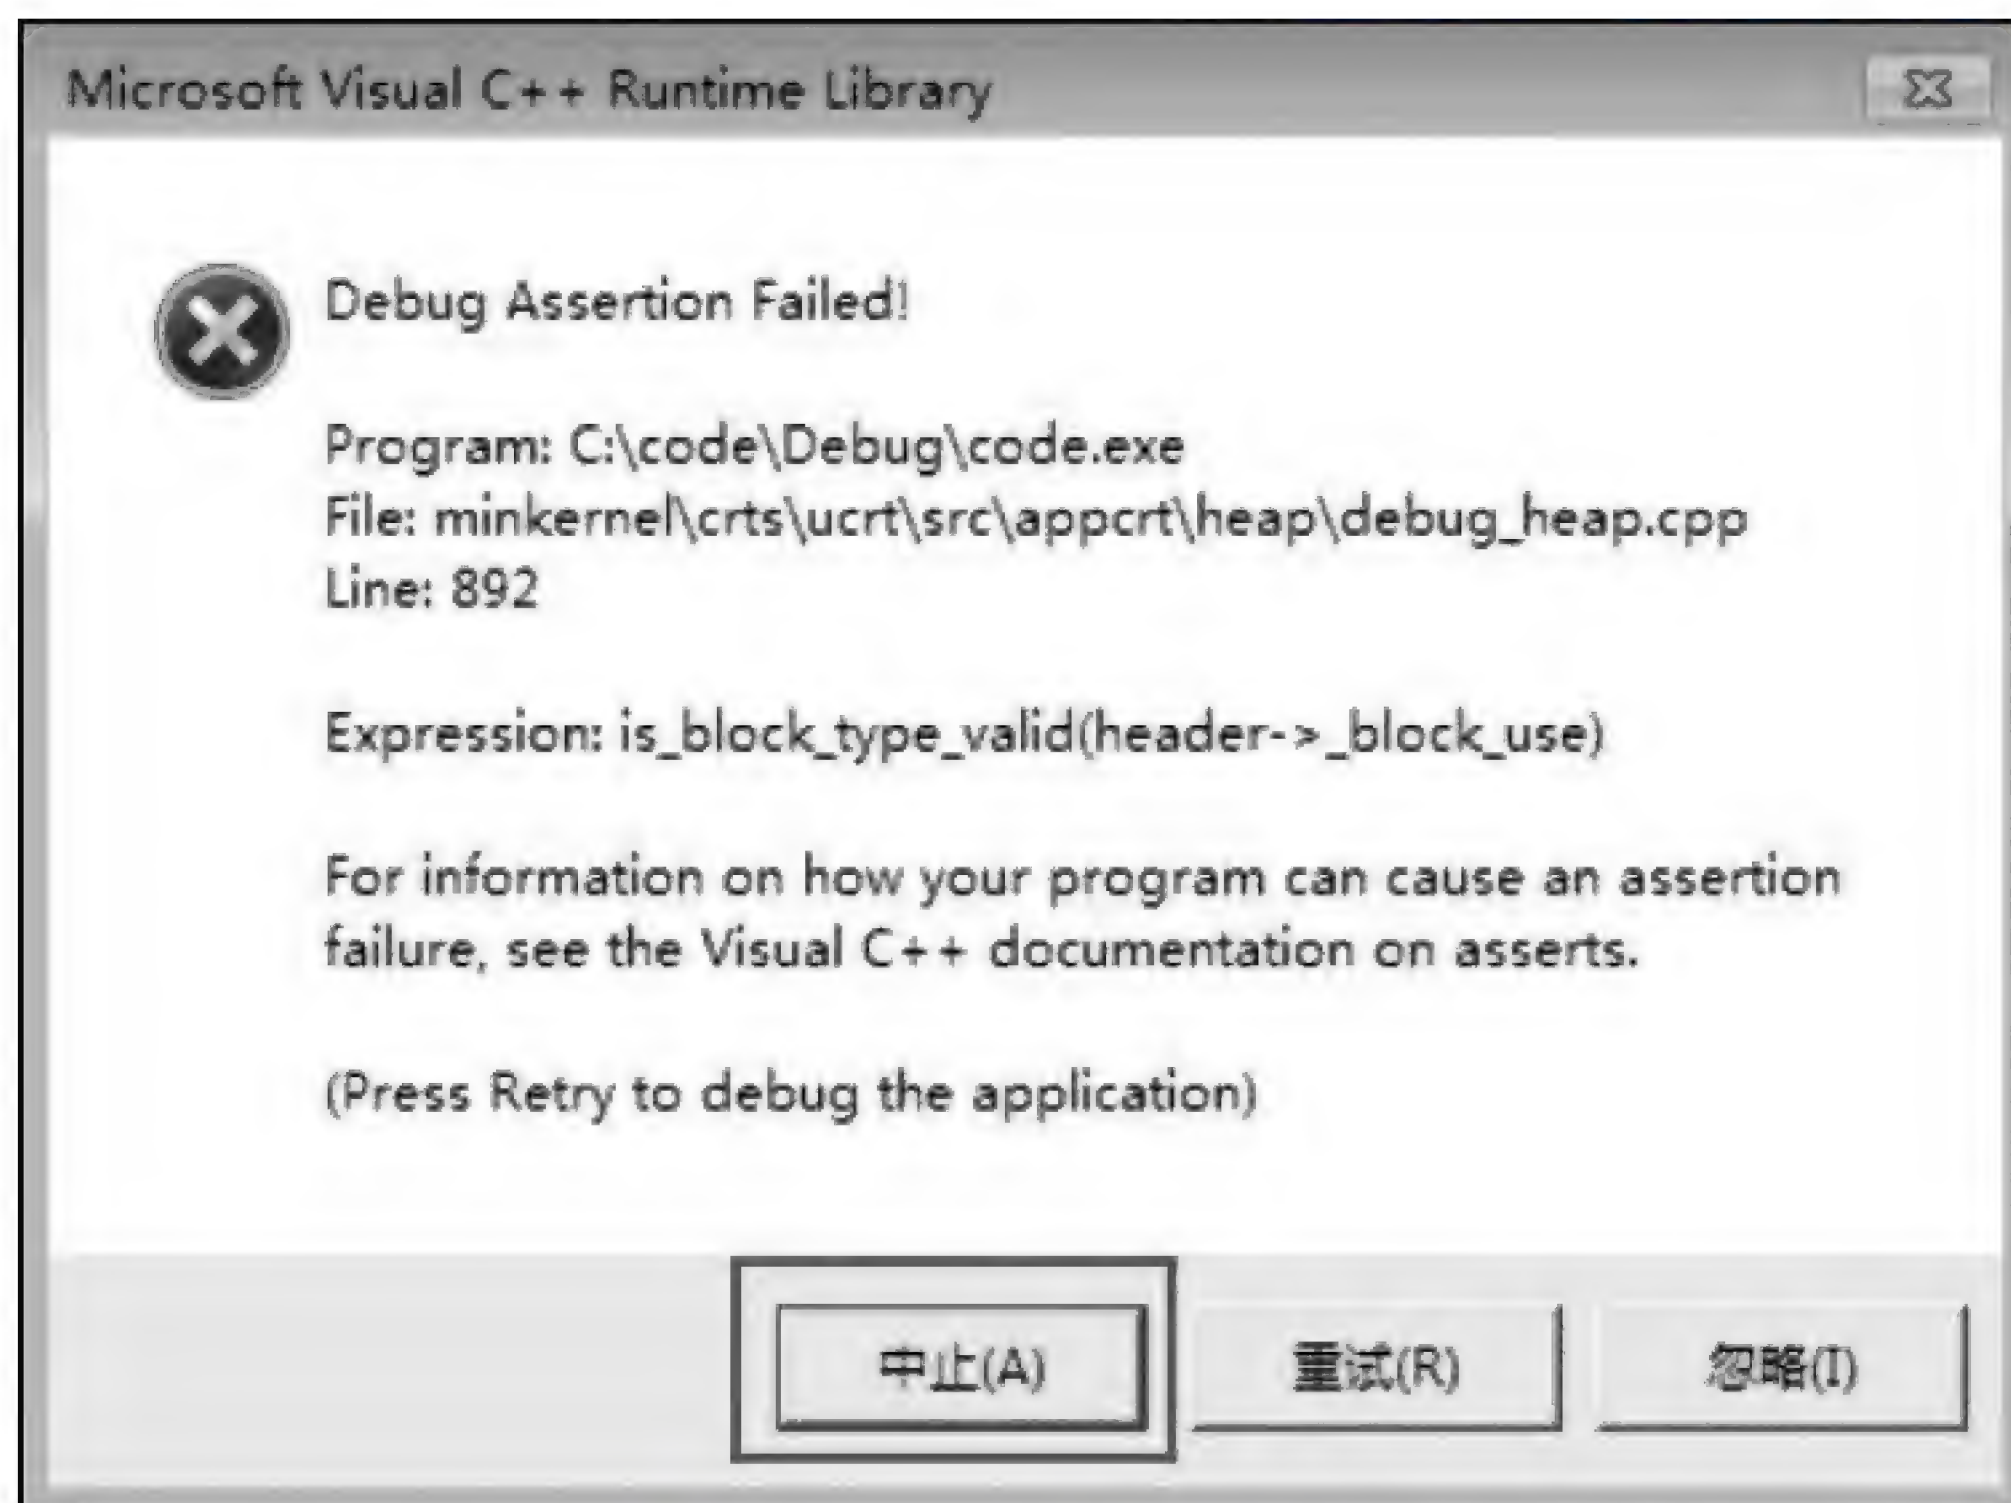 Microsoft Visual C++ Runtime Library
Debug Assertion Failed!
Program: C:\code\Debug\code.exe
File: minkernel\crts\ucrt\src\appcrt\heap\debug_heap.cpp
Line: 892
Expression: is_block_type_valid(header->_block_use)
For information on how your program can cause an assertion
failure, see the Visual C++ documentation on asserts.
(Press Retry to debug the application)
中止(A)
重试(R)
忽略(I)